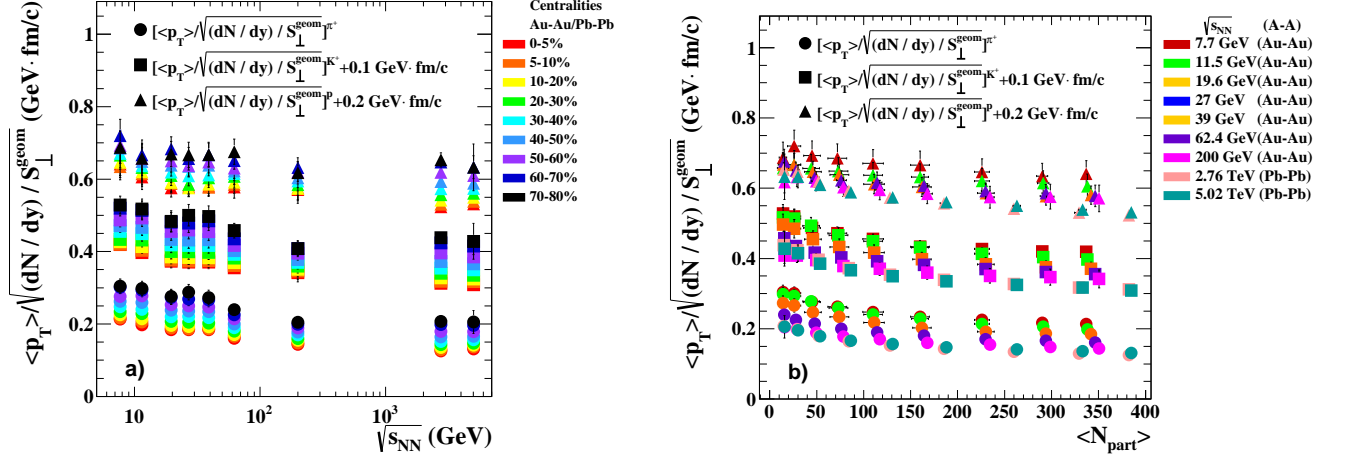 <p_T>/√(dN / dy) / S_⊥^geom (GeV· fm/c)
1
0.8
0.6
0.4
0.2
0
[<p_T>/√(dN / dy) / S_⊥^geom]^π+
[<p_T>/√(dN / dy) / S_⊥^geom]^K+ +0.1 GeV· fm/c
[<p_T>/√(dN / dy) / S_⊥^geom]^p +0.2 GeV· fm/c
a)
10
10^2
10^3
√s_NN (GeV)
Centralities
Au-Au/Pb-Pb
0-5%
5-10%
10-20%
20-30%
30-40%
40-50%
50-60%
60-70%
70-80%
<p_T>/√(dN / dy) / S_⊥^geom (GeV· fm/c)
1
0.8
0.6
0.4
0.2
0
[<p_T>/√(dN / dy) / S_⊥^geom]^π+
[<p_T>/√(dN / dy) / S_⊥^geom]^K+ +0.1 GeV· fm/c
[<p_T>/√(dN / dy) / S_⊥^geom]^p +0.2 GeV· fm/c
b)
0 50 100 150 200 250 300 350 400
<N_part>
√s_NN (A-A)
7.7 GeV (Au-Au)
11.5 GeV (Au-Au)
19.6 GeV(Au-Au)
27 GeV (Au-Au)
39 GeV (Au-Au)
62.4 GeV(Au-Au)
200 GeV (Au-Au)
2.76 TeV (Pb-Pb)
5.02 TeV (Pb-Pb)